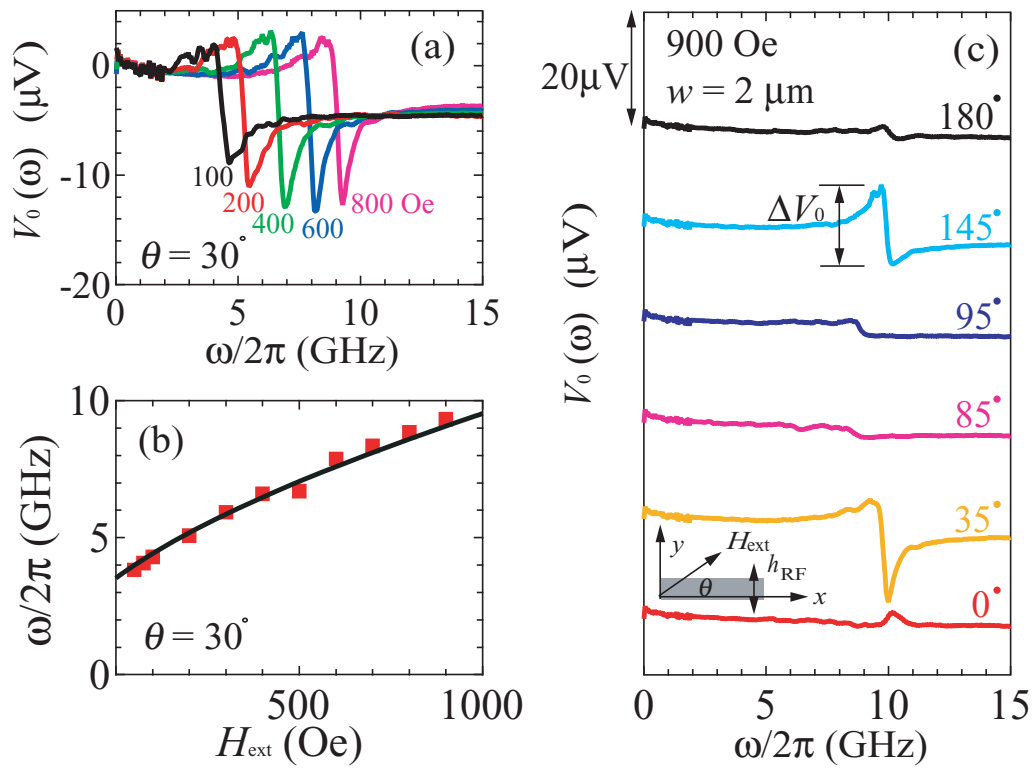 (a)
0
-10
-20
V₀ (ω) (μV)
100
200
400
600
800 Oe
θ = 30°
0
5
10
15
ω/2π (GHz)
(b)
10
5
0
ω/2π (GHz)
θ = 30°
500
1000
Hext (Oe)
(c)
20μV
900 Oe
w = 2 μm
180°
ΔV₀
145°
95°
85°
35°
0°
V₀ (ω) (μV)
y
Hext
hRF
θ
x
0
5
10
15
ω/2π (GHz)